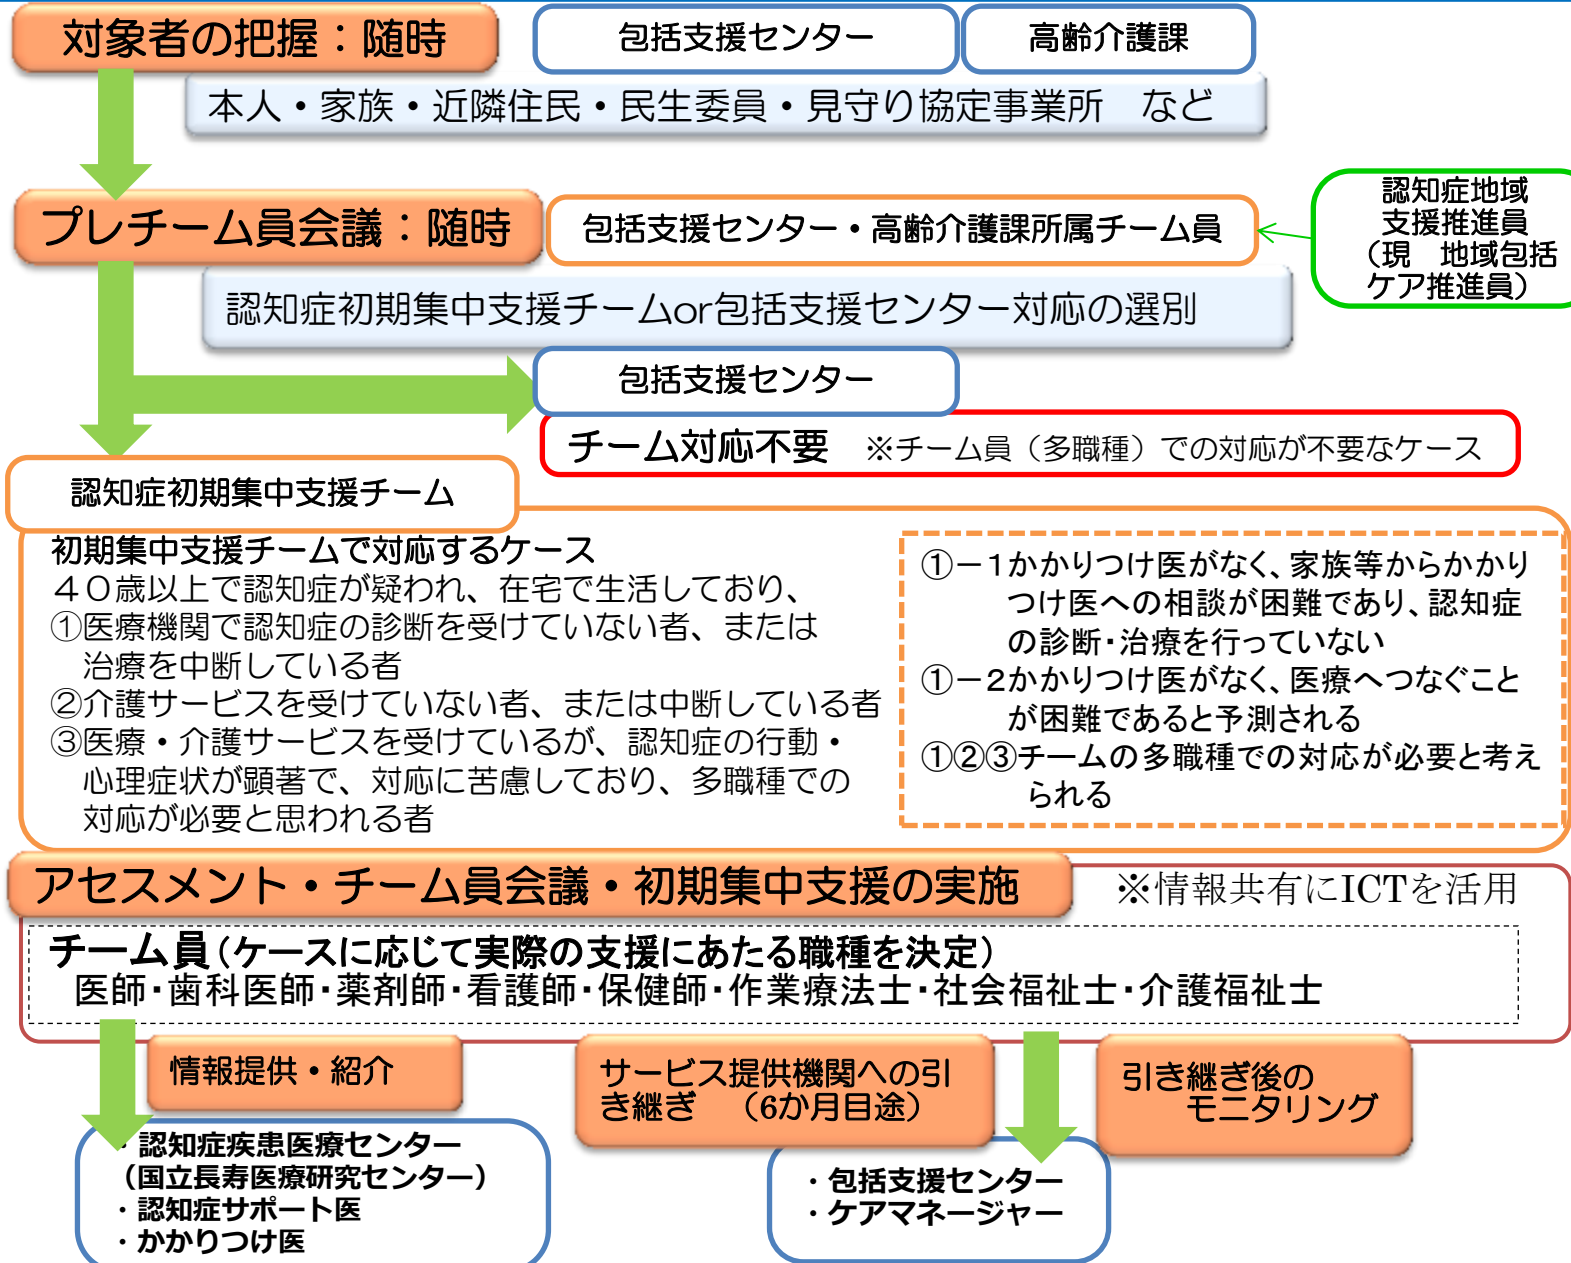 対象者の把握：随時
包括支援センター
高齢介護課
本人・家族・近隣住民・民生委員・見守り協定事業所　など
プレチーム員会議：随時
包括支援センター・高齢介護課所属チーム員
認知症地域
支援推進員
（現　地域包括
ケア推進員）
認知症初期集中支援チームor包括支援センター対応の選別
包括支援センター
チーム対応不要　※チーム員（多職種）での対応が不要なケース
認知症初期集中支援チーム
初期集中支援チームで対応するケース
４０歳以上で認知症が疑われ、在宅で生活しており、
①医療機関で認知症の診断を受けていない者、または
治療を中断している者
②介護サービスを受けていない者、または中断している者
③医療・介護サービスを受けているが、認知症の行動・
心理症状が顕著で、対応に苦慮しており、多職種での
対応が必要と思われる者
①－１かかりつけ医がなく、家族等からかかり
つけ医への相談が困難であり、認知症
の診断・治療を行っていない
①－２かかりつけ医がなく、医療へつなぐこと
が困難であると予測される
①②③チームの多職種での対応が必要と考え
られる
アセスメント・チーム員会議・初期集中支援の実施
※情報共有にICTを活用
チーム員（ケースに応じて実際の支援にあたる職種を決定）
医師・歯科医師・薬剤師・看護師・保健師・作業療法士・社会福祉士・介護福祉士
情報提供・紹介
サービス提供機関への引
き継ぎ　（6か月目途）
引き継ぎ後の
モニタリング
・認知症疾患医療センター
（国立長寿医療研究センター）
・認知症サポート医
・かかりつけ医
・包括支援センター
・ケアマネージャー